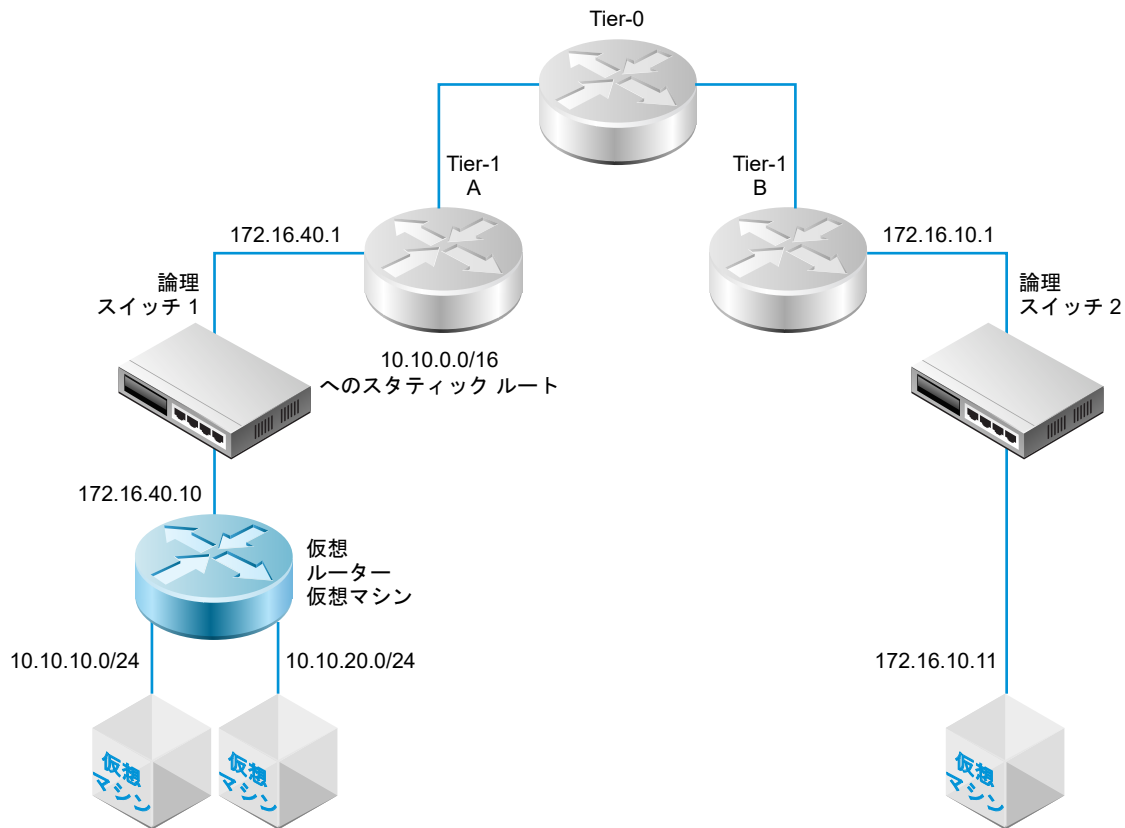 Tier-0
Tier-1
A
Tier-1
B
172.16.40.1
172.16.10.1
論理
スイッチ 1
論理
スイッチ 2
10.10.0.0/16
へのスタティック ルート
172.16.40.10
仮想
ルーター
仮想マシン
10.10.10.0/24
10.10.20.0/24
172.16.10.11
仮想
マシン
仮想
マシン
仮想
マシン